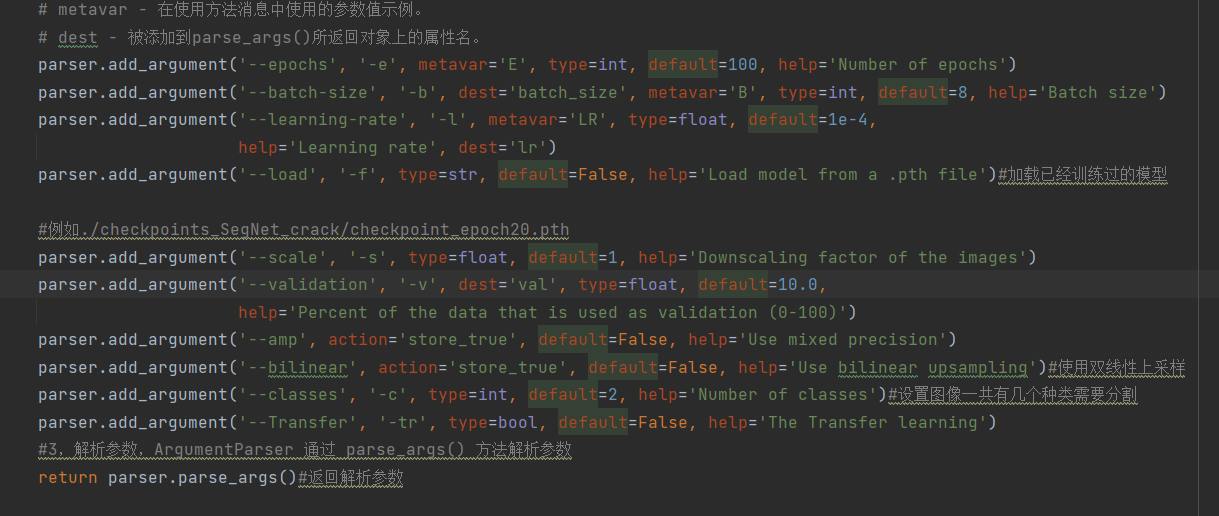 # metavar - 在使用方法消息中使用的参数值示例。
# dest - 被添加到parse_args()所返回对象上的属性名。
parser.add_argument('--epochs', '-e', metavar='E', type=int, default=100, help='Number of epochs')
parser.add_argument('--batch-size', '-b', dest='batch_size', metavar='B', type=int, default=8, help='Batch size')
parser.add_argument('--learning-rate', '-l', metavar='LR', type=float, default=1e-4,
help='Learning rate', dest='lr')
parser.add_argument('--load', '-f', type=str, default=False, help='Load model from a .pth file')#加载已经训练过的模型
#例如./checkpoints_SegNet_crack/checkpoint_epoch20.pth
parser.add_argument('--scale', '-s', type=float, default=1, help='Downscaling factor of the images')
parser.add_argument('--validation', '-v', dest='val', type=float, default=10.0,
help='Percent of the data that is used as validation (0-100)')
parser.add_argument('--amp', action='store_true', default=False, help='Use mixed precision')
parser.add_argument('--bilinear', action='store_true', default=False, help='Use bilinear upsampling')#使用双线性上采样
parser.add_argument('--classes', '-c', type=int, default=2, help='Number of classes')#设置图像一共有几个种类需要分割
parser.add_argument('--Transfer', '-tr', type=bool, default=False, help='The Transfer learning')
#3，解析参数，ArgumentParser 通过 parse_args() 方法解析参数
return parser.parse_args()#返回解析参数